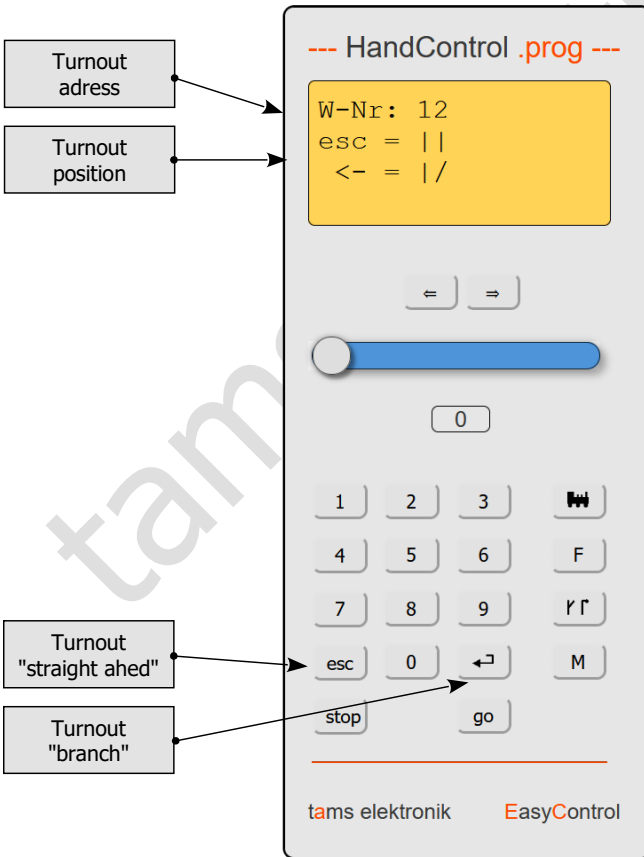 Turnout
adress
Turnout
position
--- HandControl .prog ---
W-Nr: 12
esc = ||
<- = |/
⇐ ⇒
0
1 2 3
4 5 6 F
7 8 9
Turnout
"straight ahed"
esc 0 ↵ M
Turnout
"branch"
stop go
tams elektronik EasyControl
tams